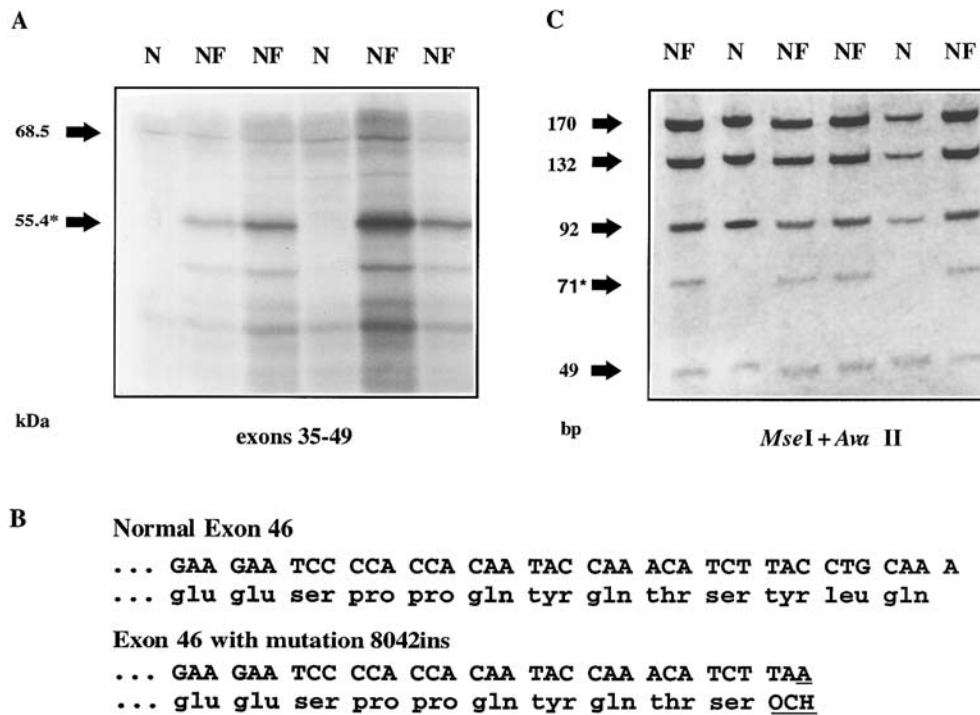 A
N NF NF N NF NF
68.5
55.4*
kDa
exons 35-49
C
NF N NF NF N NF
170
132
92
71*
49
bp
MseI + Ava II
B
Normal Exon 46
... GAA GAA TCC CCA CCA CAA TAC CAA ACA TCT TAC CTG CAA A
... glu glu ser pro pro gln tyr gln thr ser tyr leu gln
Exon 46 with mutation 8042ins
... GAA GAA TCC CCA CCA CAA TAC CAA ACA TCT TAA
... glu glu ser pro pro gln tyr gln thr ser OCH